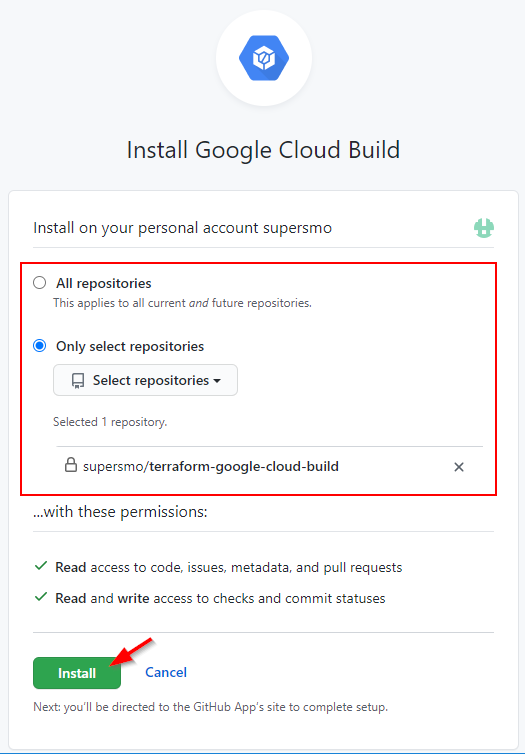 Install Google Cloud Build
Install on your personal account supersmo
All repositories
This applies to all current and future repositories.
Only select repositories
Select repositories
Selected 1 repository.
supersmo/terraform-google-cloud-build
...with these permissions:
Read access to code, issues, metadata, and pull requests
Read and write access to checks and commit statuses
Install Cancel
Next: you'll be directed to the GitHub App's site to complete setup.